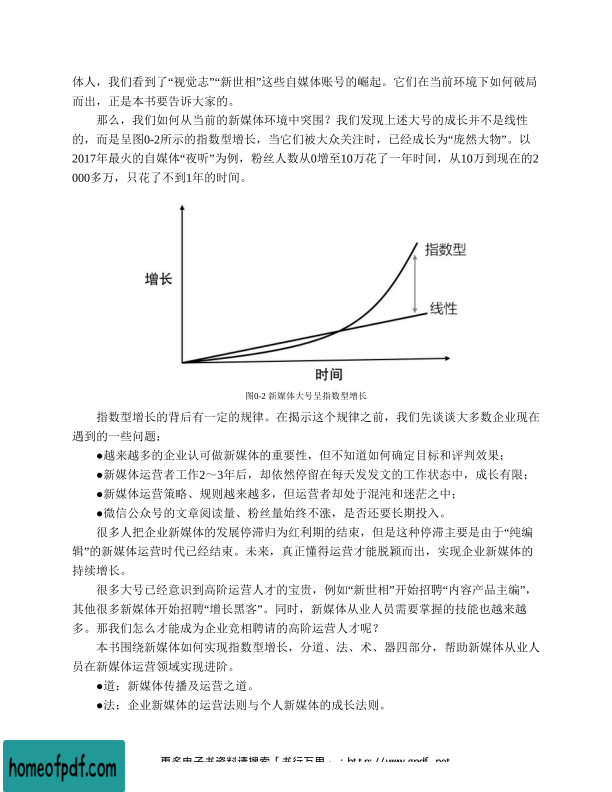 体人，我们看到了“视觉志”“新世相”这些自媒体账号的崛起。它们在当前环境下如何破局
而出，正是本书要告诉大家的。
那么，我们如何从当前的新媒体环境中突围？我们发现上述大号的成长并不是线性
的，而是呈图0-2所示的指数型增长，当它们被大众关注时，已经成长为“庞然大物”。以
2017年最火的自媒体“夜听”为例，粉丝人数从0增至10万花了一年时间，从10万到现在的2
000多万，只花了不到1年的时间。
指数型
增长
线性
时间
图0-2 新媒体大号呈指数型增长
指数型增长的背后有一定的规律。在揭示这个规律之前，我们先谈谈大多数企业现在
遇到的一些问题：
●越来越多的企业认可做新媒体的重要性，但不知道如何确定目标和评判效果；
●新媒体运营者工作2～3年后，却依然停留在每天发发文的工作状态中，成长有限；
●新媒体运营策略、规则越来越多，但运营者却处于混沌和迷茫之中；
●微信公众号的文章阅读量、粉丝量始终不涨，是否还要长期投入。
很多人把企业新媒体的发展停滞归为红利期的结束，但是这种停滞主要是由于“纯编
辑”的新媒体运营时代已经结束。未来，真正懂得运营才能脱颖而出，实现企业新媒体的
持续增长。
很多大号已经意识到高阶运营人才的宝贵，例如“新世相”开始招聘“内容产品主编”，
其他很多新媒体开始招聘“增长黑客”。同时，新媒体从业人员需要掌握的技能也越来越
多。那我们怎么才能成为企业竞相聘请的高阶运营人才呢？
本书围绕新媒体如何实现指数型增长，分道、法、术、器四部分，帮助新媒体从业人
员在新媒体运营领域实现进阶。
●道：新媒体传播及运营之道。
●法：企业新媒体的运营法则与个人新媒体的成长法则。
homeofpdf.com